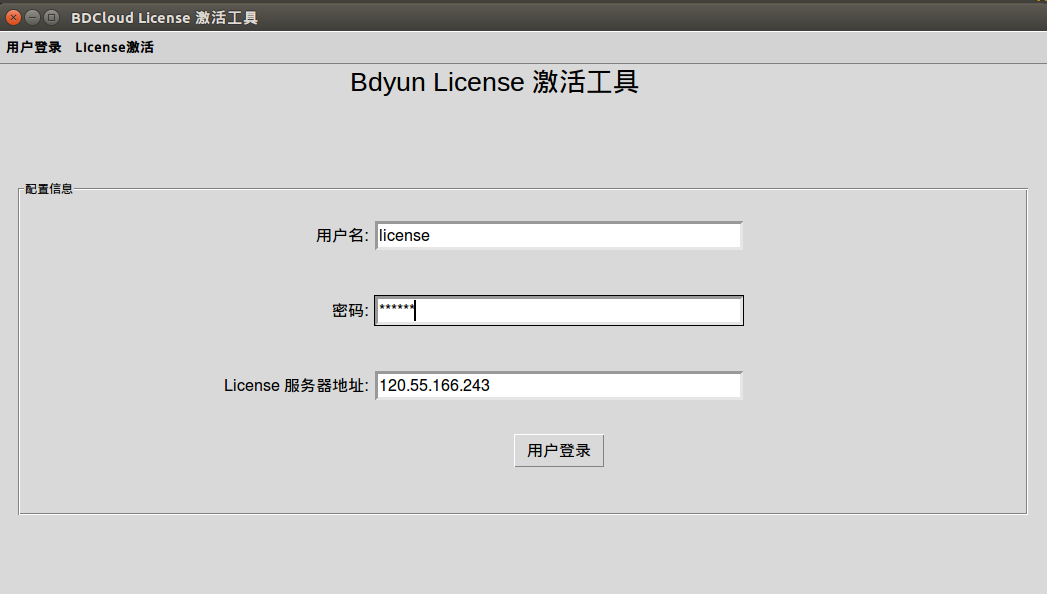 BDCloud License 激活工具
用户登录 License激活
Bdyun License 激活工具
配置信息
用户名: license
密码: ******
License 服务器地址: 120.55.166.243
用户登录